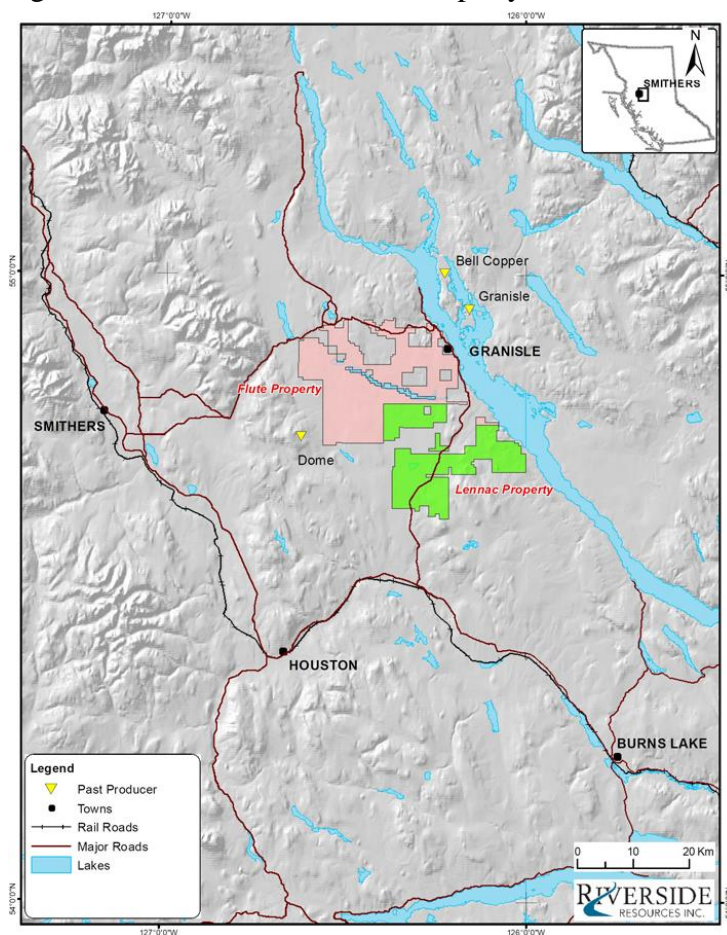 127°0'0"W
126°0'0"W
N
SMITHERS
55°0'0"N
Bell Copper
Granisle
GRANISLE
Flute Property
SMITHERS
Dome
Lennac Property
HOUSTON
BURNS LAKE
Legend
Past Producer
Towns
Rail Roads
Major Roads
Lakes
0 10 20 Km
RIVERSIDE
RESOURCES INC.
54°0'0"N
127°0'0"W
126°0'0"W